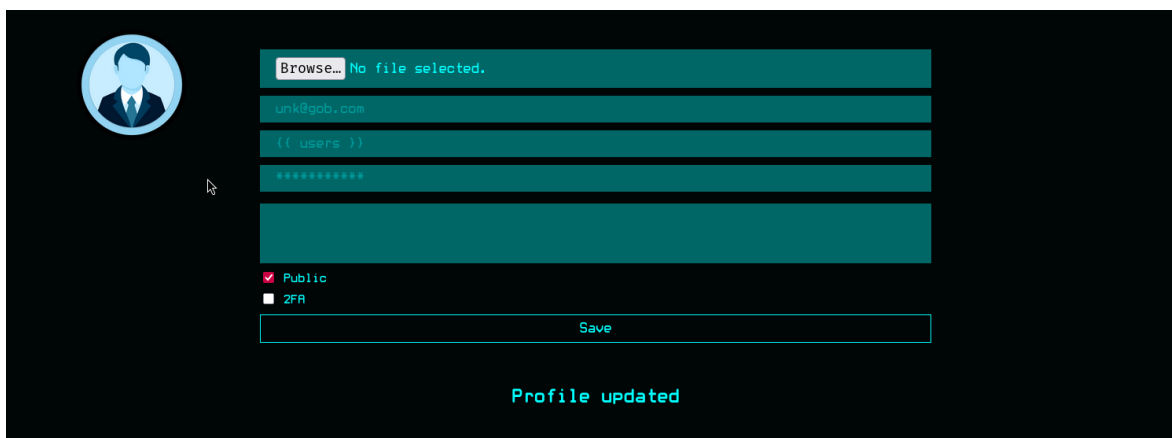 Browse… No file selected.
unk@gob.com
{{ users }}
***********
Public
2FA
Save
Profile updated